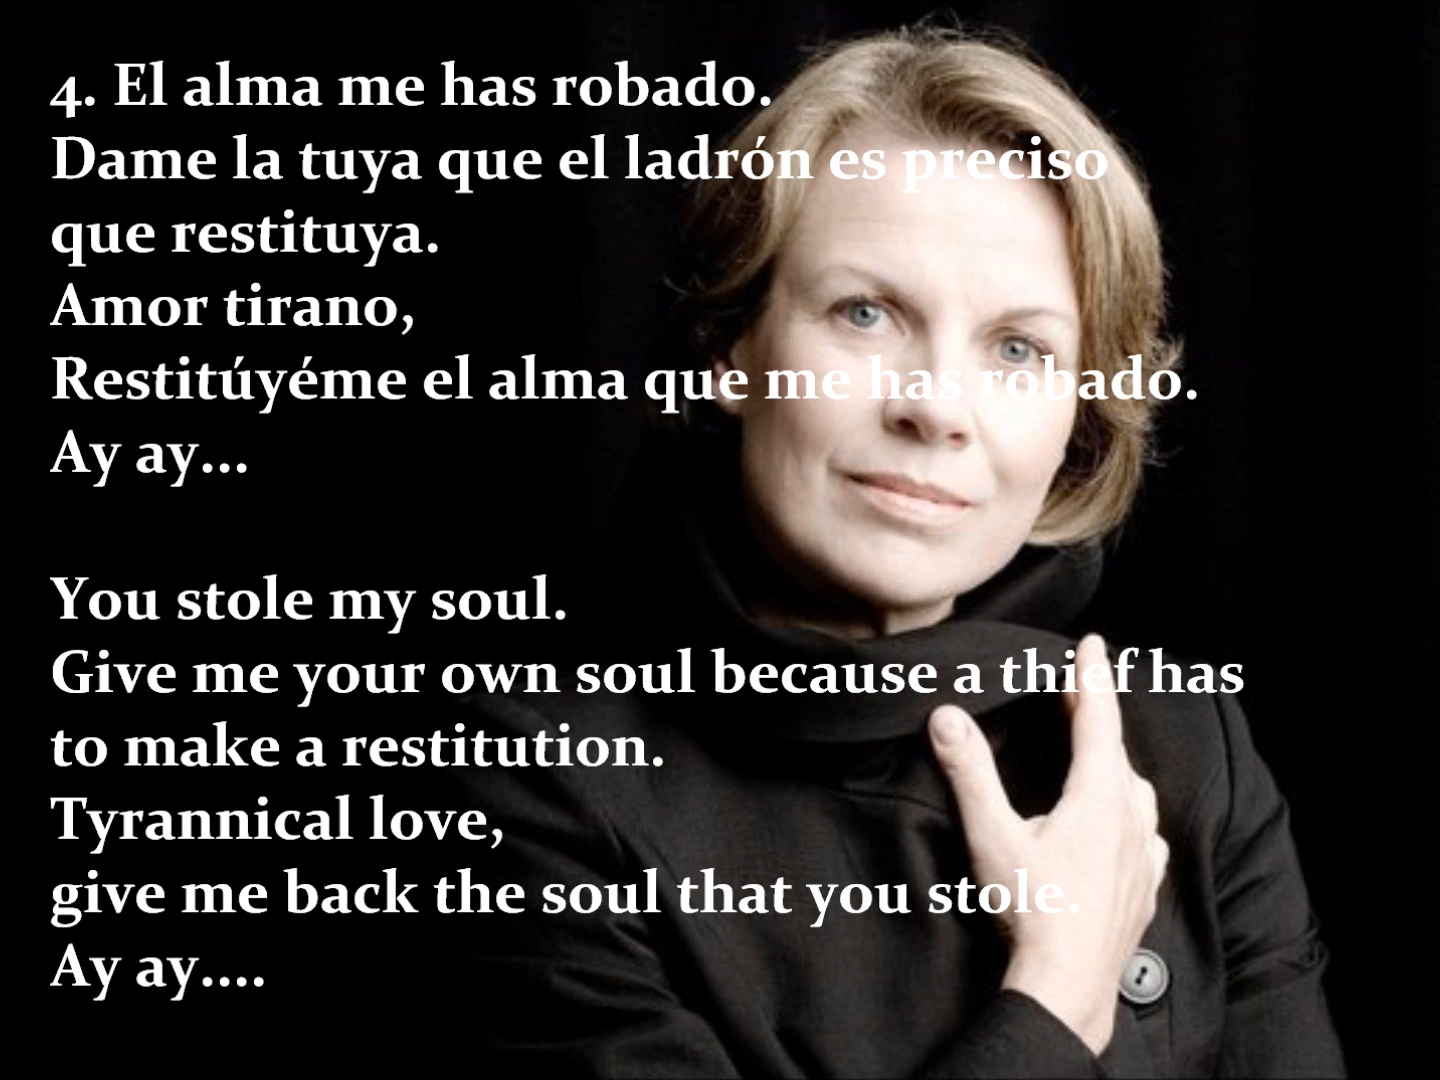 4. El alma me has robado.
Dame la tuya que el ladrón es preciso
que restituya.
Amor tirano,
Restitúyéme el alma que me has robado.
Ay ay...
You stole my soul.
Give me your own soul because a thief has
to make a restitution.
Tyrannical love,
give me back the soul that you stole.
Ay ay....